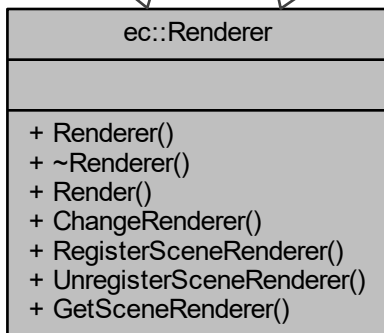 ec::Renderer
+ Renderer()
+ ~Renderer()
+ Render()
+ ChangeRenderer()
+ RegisterSceneRenderer()
+ UnregisterSceneRenderer()
+ GetSceneRenderer()